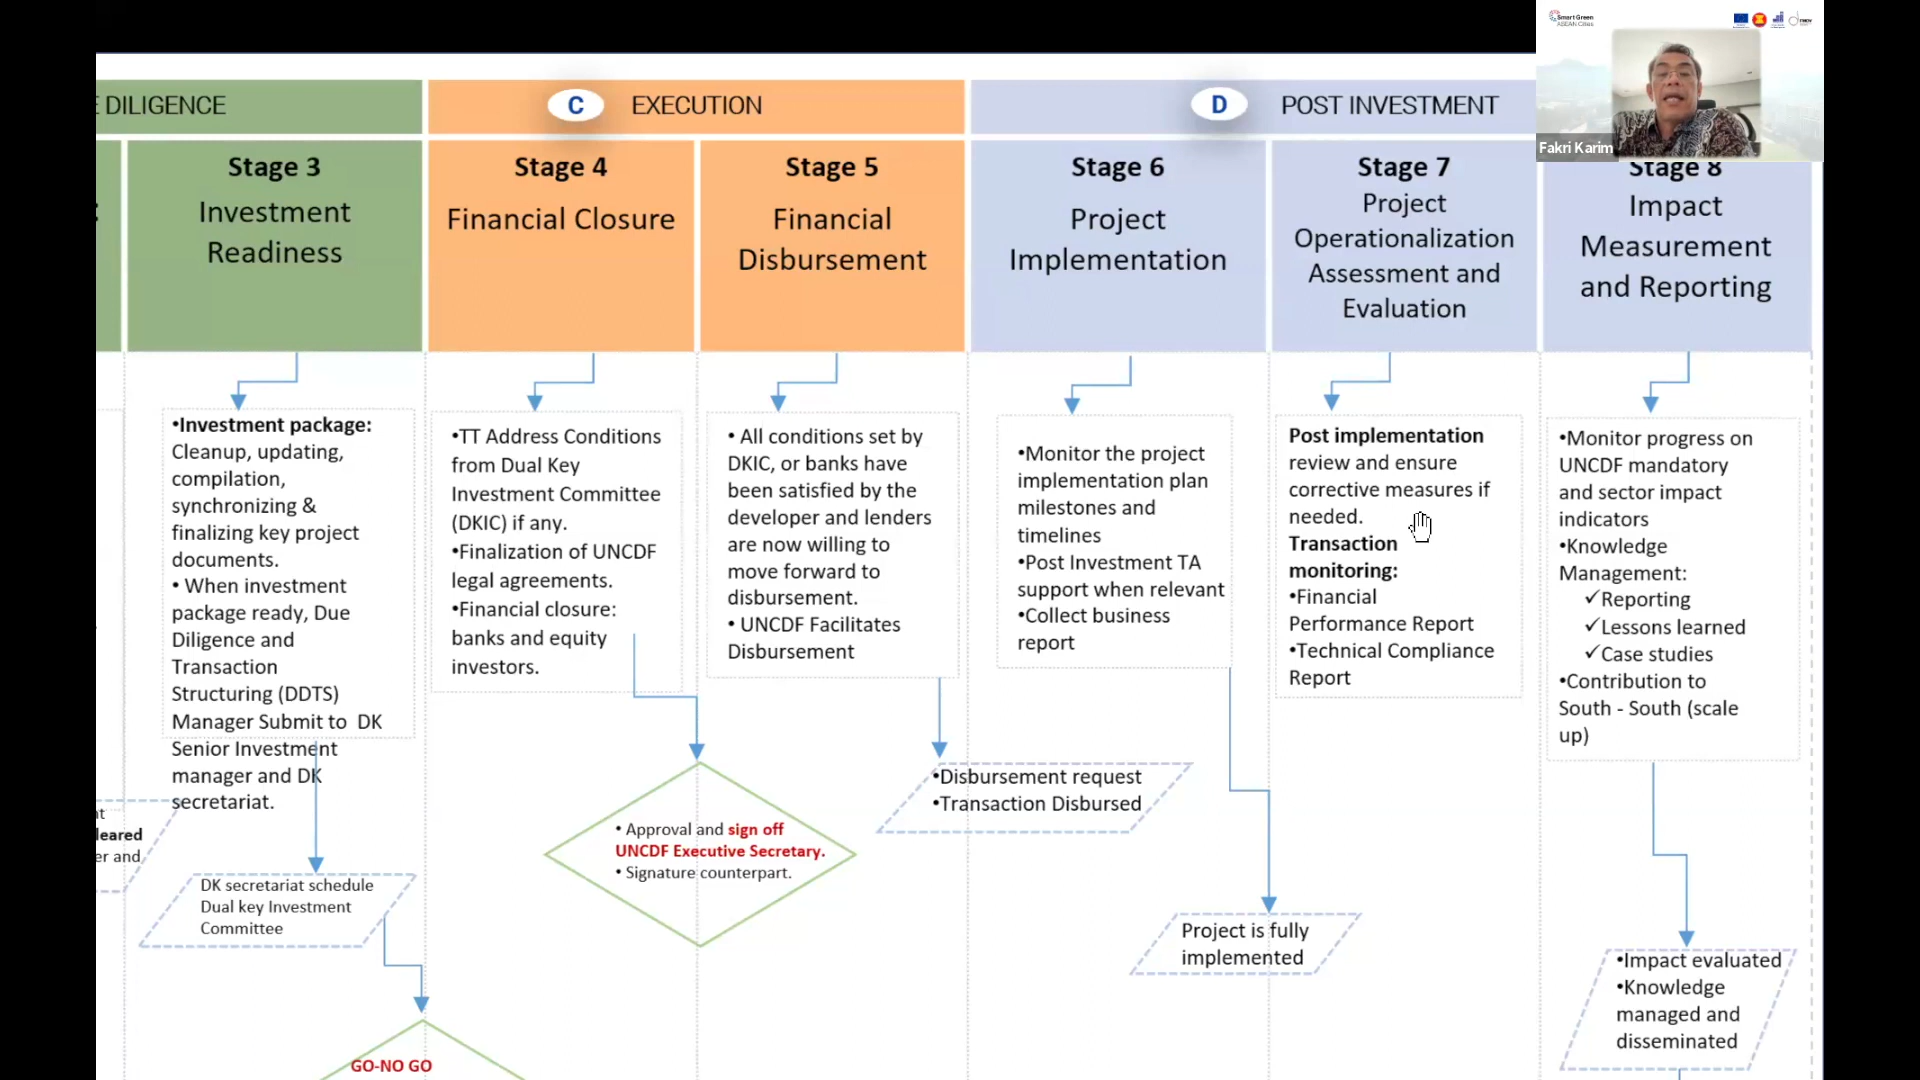 E DILIGENCE
C
EXECUTION
D
POST INVESTMENT
Smart Green
ASEAN Cities
Fakri Karim
:
Stage 3
Investment
Readiness
Stage 4
Financial Closure
Stage 5
Financial
Disbursement
Stage 6
Project
Implementation
Stage 7
Project
Operationalization
Assessment and
Evaluation
Stage 8
Impact
Measurement
and Reporting
•Investment package:
Cleanup, updating,
compilation,
synchronizing &
finalizing key project
documents.
• When investment
package ready, Due
Diligence and
Transaction
Structuring (DDTS)
Manager Submit to DK
Senior Investment
manager and DK
secretariat.
•TT Address Conditions
from Dual Key
Investment Committee
(DKIC) if any.
•Finalization of UNCDF
legal agreements.
•Financial closure:
banks and equity
investors.
• All conditions set by
DKIC, or banks have
been satisfied by the
developer and lenders
are now willing to
move forward to
disbursement.
• UNCDF Facilitates
Disbursement
•Monitor the project
implementation plan
milestones and
timelines
•Post Investment TA
support when relevant
•Collect business
report
Post implementation
review and ensure
corrective measures if
needed.
Transaction
monitoring:
•Financial
Performance Report
•Technical Compliance
Report
•Monitor progress on
UNCDF mandatory
and sector impact
indicators
•Knowledge
Management:
✓Reporting
✓Lessons learned
✓Case studies
•Contribution to
South - South (scale
up)
nt
leared
er and
DK secretariat schedule
Dual key Investment
Committee
GO-NO GO
• Approval and sign off
UNCDF Executive Secretary.
• Signature counterpart.
•Disbursement request
•Transaction Disbursed
Project is fully
implemented
•Impact evaluated
•Knowledge
managed and
disseminated